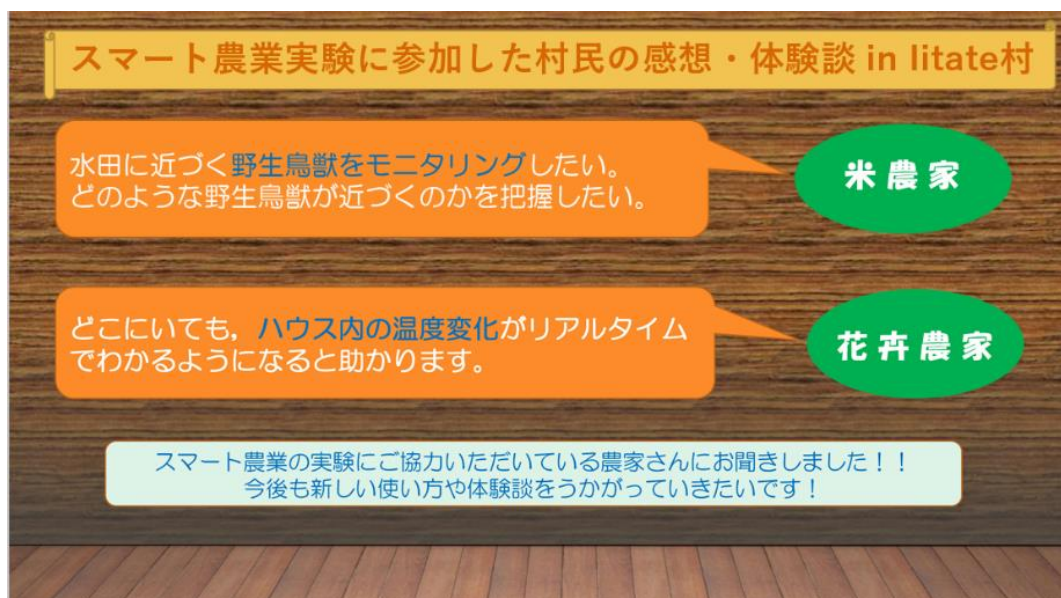 スマート農業実験に参加した村民の感想・体験談 in Iitate村
水田に近づく野生鳥獣をモニタリングしたい。
どのような野生鳥獣が近づくのかを把握したい。
米農家
どこにいても，ハウス内の温度変化がリアルタイム
でわかるようになると助かります。
花卉農家
スマート農業の実験にご協力いただいている農家さんにお聞きしました！！
今後も新しい使い方や体験談をうかがっていきたいです！